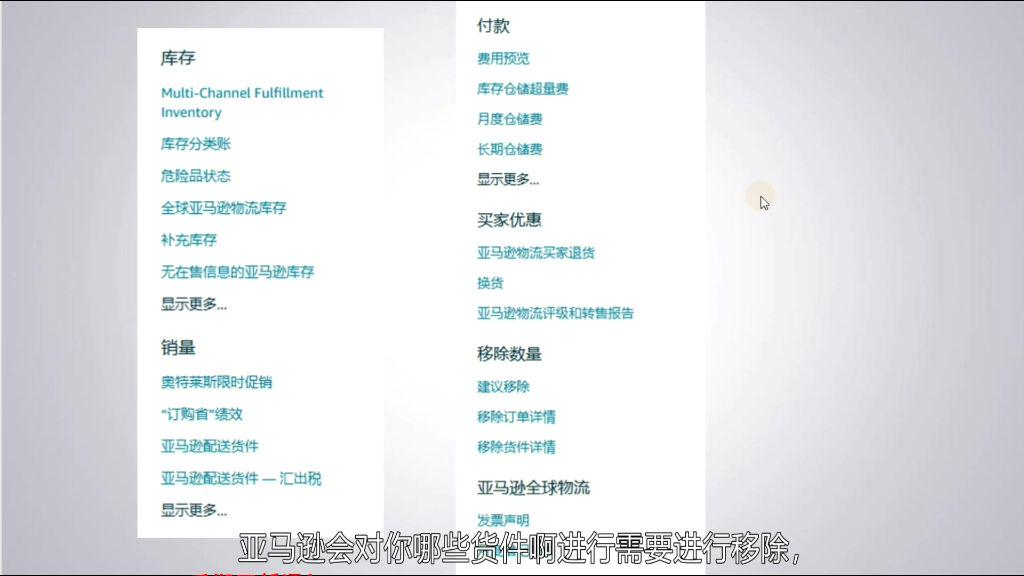 库存
Multi-Channel Fulfillment
Inventory
库存分类账
危险品状态
全球亚马逊物流库存
补充库存
无在售信息的亚马逊库存
显示更多...
销量
奥特莱斯限时促销
“订购省”绩效
亚马逊配送货件
亚马逊配送货件 — 汇出税
显示更多...
付款
费用预览
库存仓储超量费
月度仓储费
长期仓储费
显示更多...
买家优惠
亚马逊物流买家退货
换货
亚马逊物流评级和转售报告
移除数量
建议移除
移除订单详情
移除货件详情
亚马逊全球物流
发票声明
亚马逊会对你哪些货件啊进行需要进行移除,